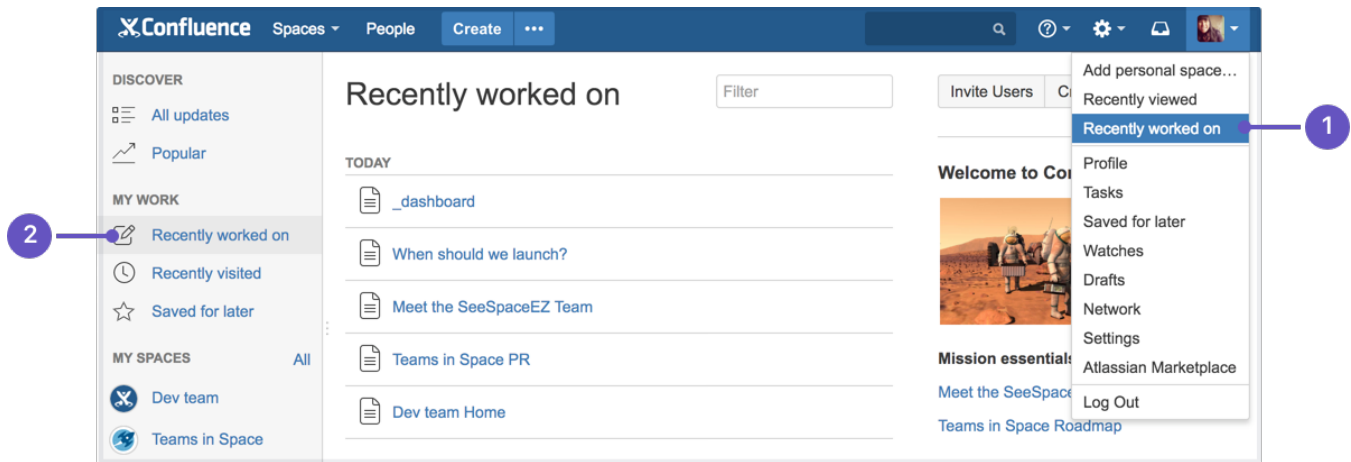 Confluence Spaces People Create •••
DISCOVER
All updates
Popular
MY WORK
2
Recently worked on
Recently visited
Saved for later
MY SPACES All
Dev team
Teams in Space
Recently worked on
Filter
TODAY
_dashboard
When should we launch?
Meet the SeeSpaceEZ Team
Teams in Space PR
Dev team Home
Invite Users
Welcome to
Mission essentials
Meet the SeeSpace
Teams in Space Roadmap
Add personal space…
Recently viewed
Recently worked on
1
Profile
Tasks
Saved for later
Watches
Drafts
Network
Settings
Atlassian Marketplace
Log Out